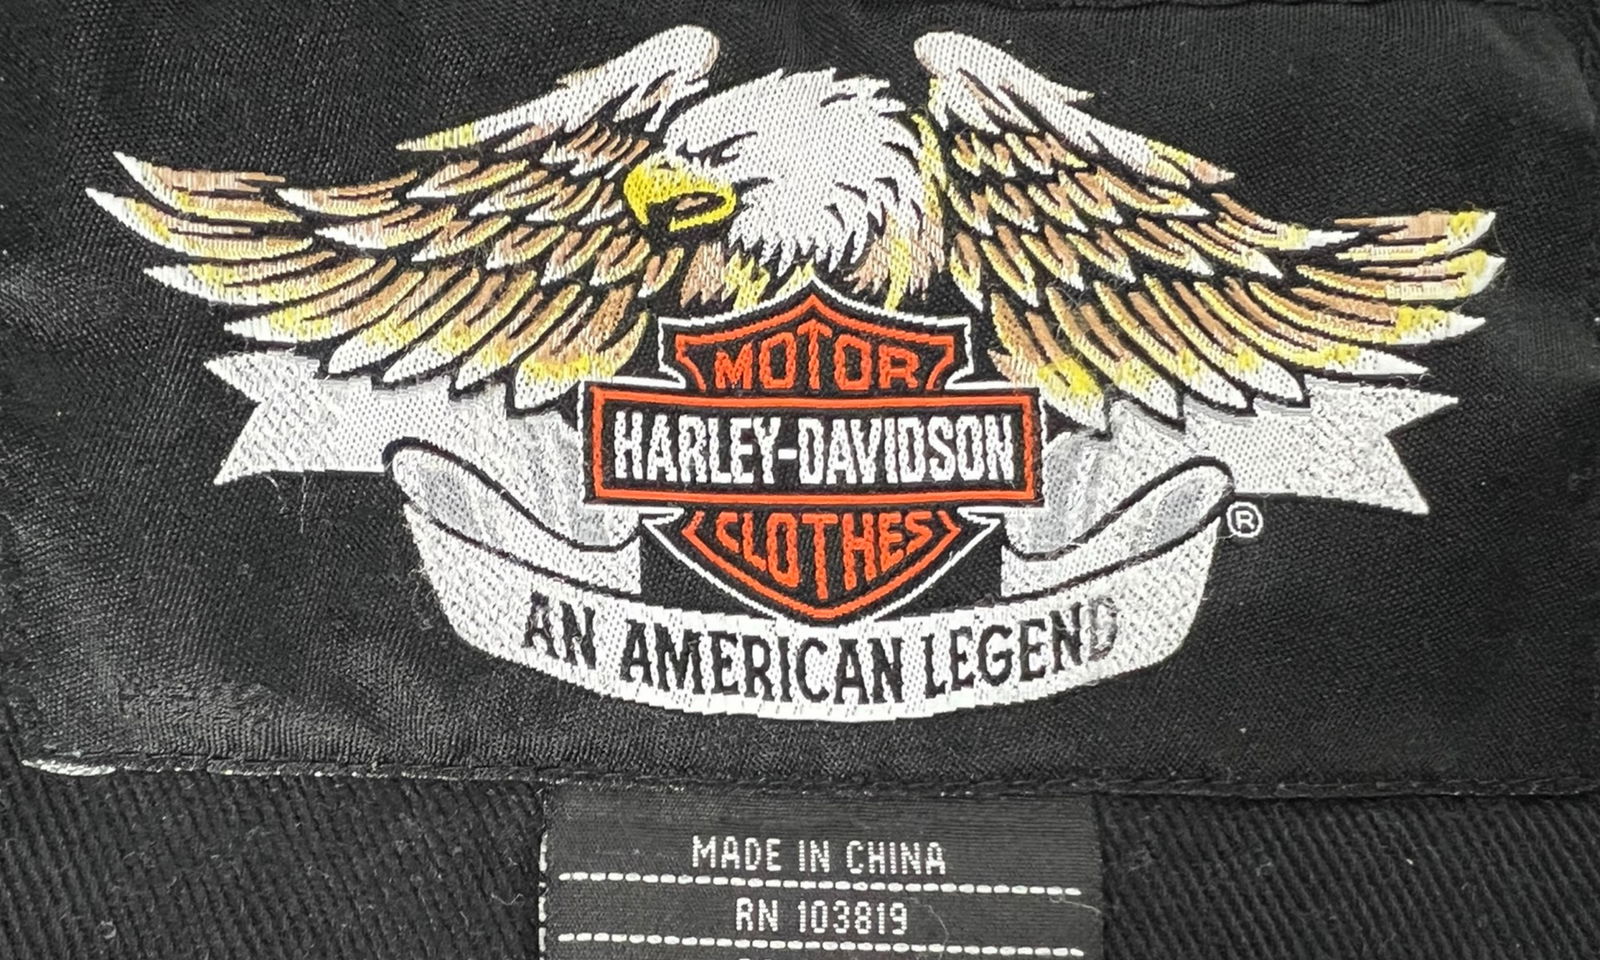 MOTOR
HARLEY-DAVIDSON
CLOTHES
®
AN AMERICAN LEGEND
MADE IN CHINA
RN 103819